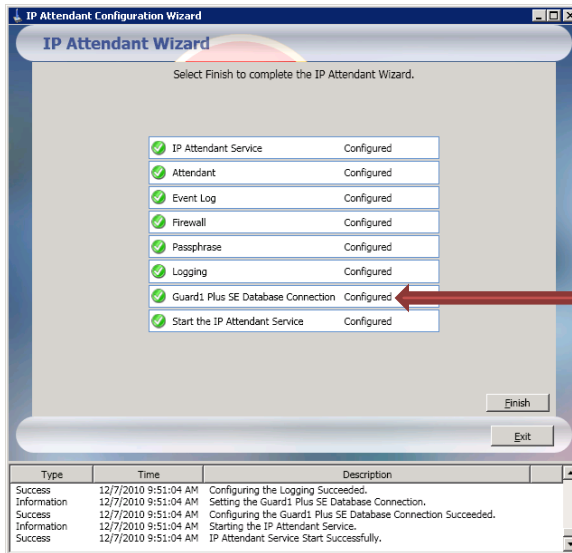 IP Attendant Configuration Wizard
IP Attendant Wizard
Select Finish to complete the IP Attendant Wizard.
IP Attendant Service Configured
Attendant Configured
Event Log Configured
Firewall Configured
Passphrase Configured
Logging Configured
Guard1 Plus SE Database Connection Configured
Start the IP Attendant Service Configured
Finish
Exit
Type Time Description
Success 12/7/2010 9:51:04 AM Configuring the Logging Succeeded.
Information 12/7/2010 9:51:04 AM Setting the Guard1 Plus SE Database Connection.
Success 12/7/2010 9:51:04 AM Configuring the Guard1 Plus SE Database Connection Succeeded.
Information 12/7/2010 9:51:04 AM Starting the IP Attendant Service.
Success 12/7/2010 9:51:04 AM IP Attendant Service Start Successfully.